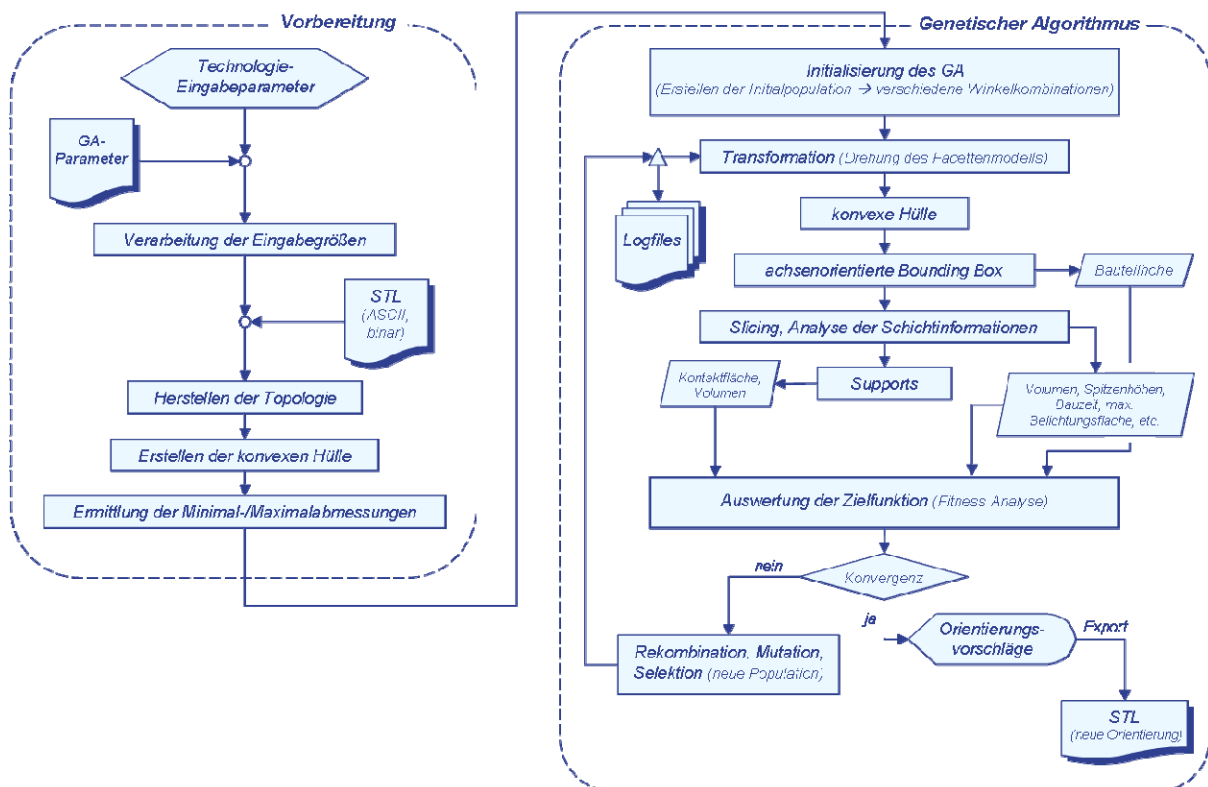 Vorbereitung
Technologie-
Eingabeparameter
GA-
Parameter
Verarbeitung der Eingabegrößen
STL
(ASCII,
binar)
Herstellen der Topologie
Erstellen der konvexen Hülle
Ermittlung der Minimal-/Maximalabmessungen
Genetischer Algorithmus
Initialisierung des GA
(Erstellen der Initialpopulation → verschiedene Winkelkombinationen)
Transformation (Drehung des Facettenmodells)
Logfiles
konvexe Hülle
achsenorientierte Bounding Box
Bauteilhöhe
Slicing, Analyse der Schichtinformationen
Kontaktfläche,
Volumen
Supports
Volumen, Spitzenhöhen,
Bauzeit, max.
Belichtungsfläche, etc.
Auswertung der Zielfunktion (Fitness Analyse)
nein
Konvergenz
ja
Orientierungs-
vorschläge
Export
Rekombination, Mutation,
Selektion (neue Population)
STL
(neue Orientierung)